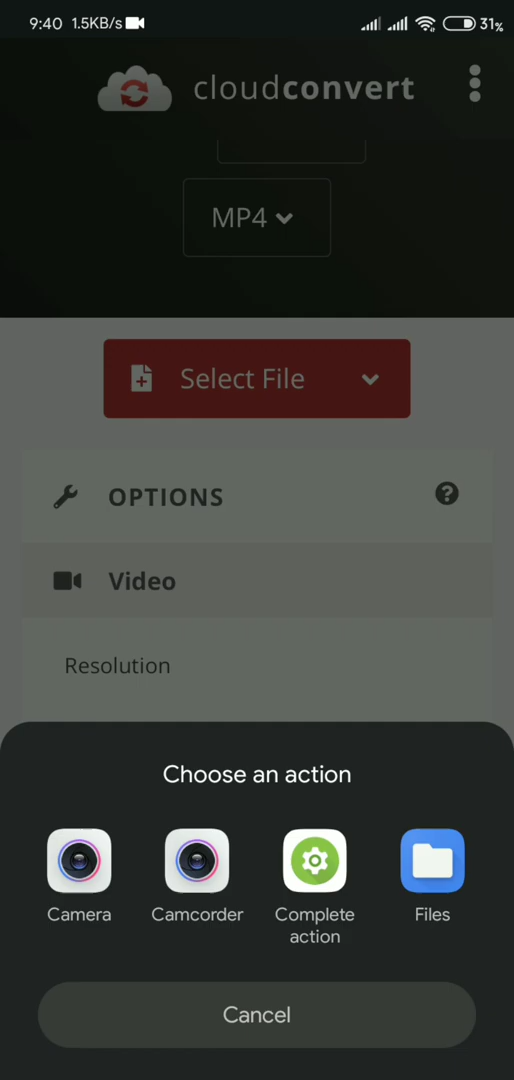 9:40 1.5KB/s 31%
cloudconvert
MP4
Select File
OPTIONS
Video
Resolution
Choose an action
Camera Camcorder Complete action Files
Cancel